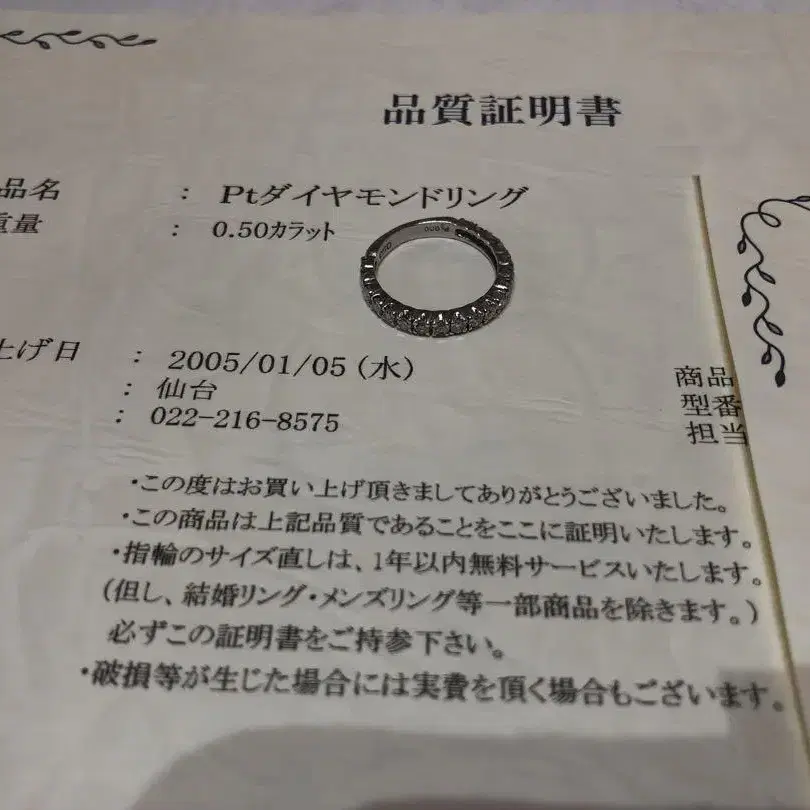 品質証明書
品名 : Ptダイヤモンドリング
重量 : 0.50カラット
上げ日 : 2005/01/05(水)
: 仙台
: 022-216-8575
商品
型番
担当
・この度はお買い上げ頂きましてありがとうございました。
・この商品は上記品質であることをここに証明いたします。
・指輪のサイズ直しは、1年以内無料サービスいたします。
(但し、結婚リング・メンズリング等一部商品を除きます。)
必ずこの証明書をご持参下さい。
・破損等が生じた場合には実費を頂く場合もございます。